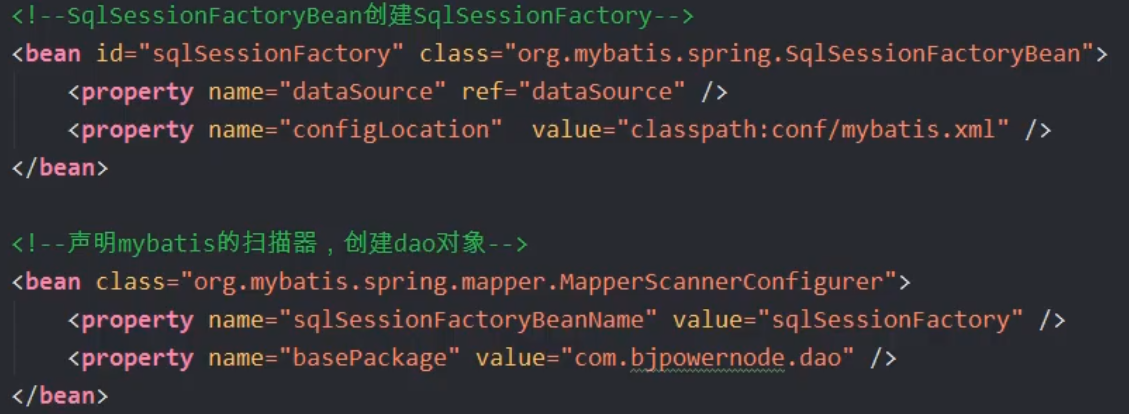 <!--SqlSessionFactoryBean创建SqlSessionFactory-->
<bean id="sqlSessionFactory" class="org.mybatis.spring.SqlSessionFactoryBean">
    <property name="dataSource" ref="dataSource" />
    <property name="configLocation"  value="classpath:conf/mybatis.xml" />
</bean>

<!--声明mybatis的扫描器，创建dao对象-->
<bean class="org.mybatis.spring.mapper.MapperScannerConfigurer">
    <property name="sqlSessionFactoryBeanName" value="sqlSessionFactory" />
    <property name="basePackage" value="com.bjpowernode.dao" />
</bean>